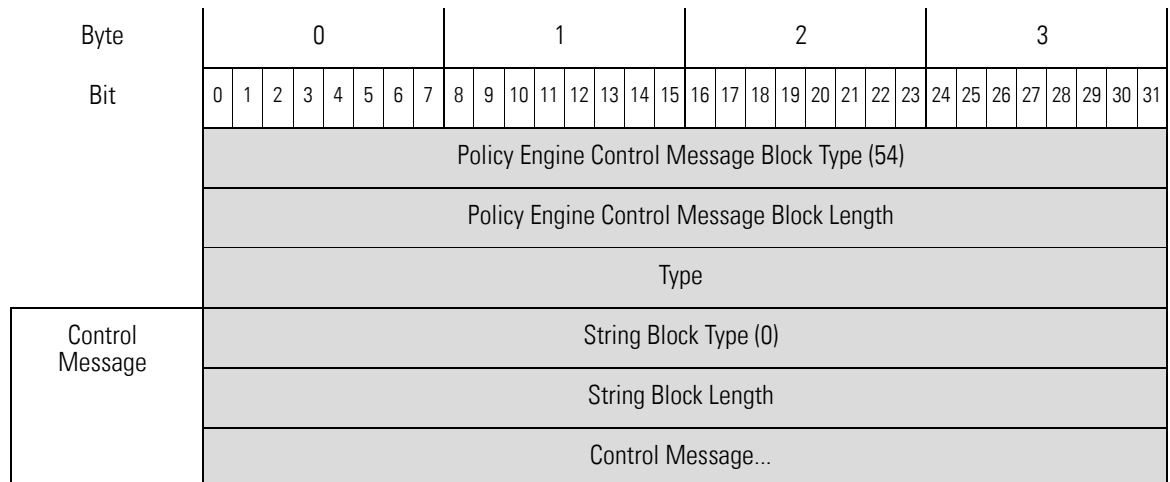 Byte 0 1 2 3
Bit 0 1 2 3 4 5 6 7 8 9 10 11 12 13 14 15 16 17 18 19 20 21 22 23 24 25 26 27 28 29 30 31
Policy Engine Control Message Block Type (54)
Policy Engine Control Message Block Length
Type
Control
Message
String Block Type (0)
String Block Length
Control Message...